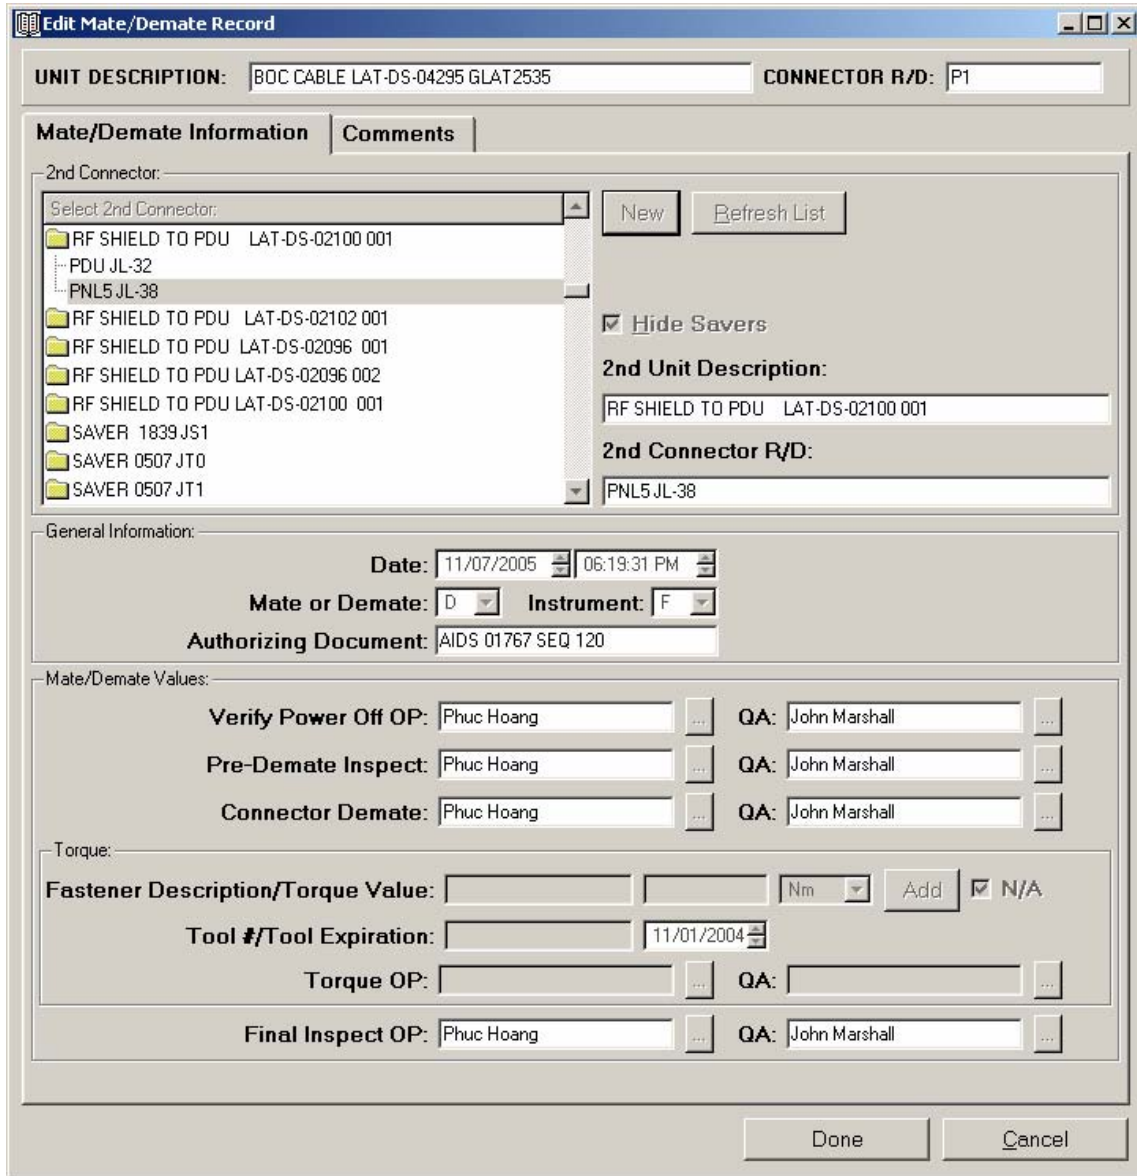 Edit Mate/Demate Record
UNIT DESCRIPTION: BOC CABLE LAT-DS-04295 GLAT2535 CONNECTOR R/D: P1
Mate/Demate Information Comments
2nd Connector:
Select 2nd Connector:
New Refresh List
RF SHIELD TO PDU LAT-DS-02100 001
PDU JL-32
PNL5 JL-38
RF SHIELD TO PDU LAT-DS-02102 001
Hide Savers
RF SHIELD TO PDU LAT-DS-02096 001
RF SHIELD TO PDU LAT-DS-02096 002
2nd Unit Description:
RF SHIELD TO PDU LAT-DS-02100 001
RF SHIELD TO PDU LAT-DS-02100 001
SAVER 1839 JS1
2nd Connector R/D:
SAVER 0507 JT0
SAVER 0507 JT1
PNL5 JL-38
General Information:
Date: 11/07/2005 06:19:31 PM
Mate or Demate: D Instrument: F
Authorizing Document: AIDS 01767 SEQ 120
Mate/Demate Values:
Verify Power Off OP: Phuc Hoang ... QA: John Marshall ...
Pre-Demate Inspect: Phuc Hoang ... QA: John Marshall ...
Connector Demate: Phuc Hoang ... QA: John Marshall ...
Torque:
Fastener Description/Torque Value: Nm Add N/A
Tool #/Tool Expiration: 11/01/2004
Torque OP: ... QA: ...
Final Inspect OP: Phuc Hoang ... QA: John Marshall ...
Done Cancel